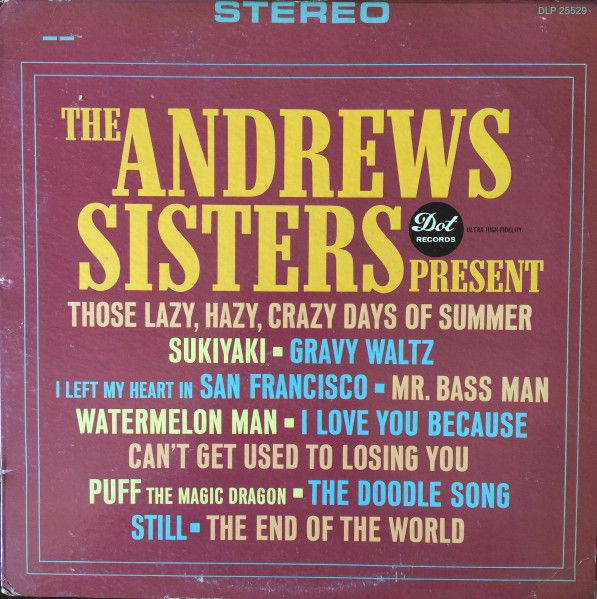 STEREO
DLP 25529
THE ANDREWS
SISTERS
Dot
RECORDS
ULTRA HIGH-FIDELITY
PRESENT
THOSE LAZY, HAZY, CRAZY DAYS OF SUMMER
SUKIYAKI ▪ GRAVY WALTZ
I LEFT MY HEART IN SAN FRANCISCO ▪ MR. BASS MAN
WATERMELON MAN ▪ I LOVE YOU BECAUSE
CAN'T GET USED TO LOSING YOU
PUFF THE MAGIC DRAGON ▪ THE DOODLE SONG
STILL ▪ THE END OF THE WORLD